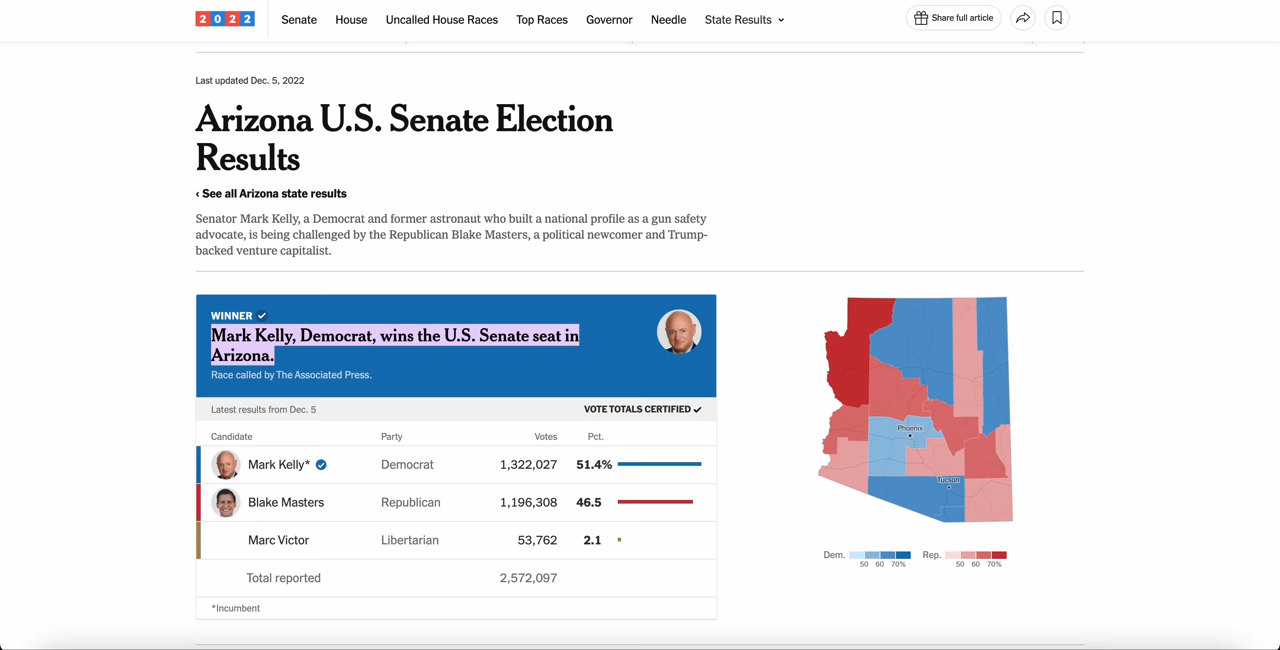 2022 Senate House Uncalled House Races Top Races Governor Needle State Results Share full article
Last updated Dec. 5, 2022
Arizona U.S. Senate Election
Results
‹ See all Arizona state results
Senator Mark Kelly, a Democrat and former astronaut who built a national profile as a gun safety
advocate, is being challenged by the Republican Blake Masters, a political newcomer and Trump-
backed venture capitalist.
WINNER
Mark Kelly, Democrat, wins the U.S. Senate seat in
Arizona.
Race called by The Associated Press.
Latest results from Dec. 5 VOTE TOTALS CERTIFIED
Candidate Party Votes Pct.
Mark Kelly* Democrat 1,322,027 51.4%
Blake Masters Republican 1,196,308 46.5
Marc Victor Libertarian 53,762 2.1
Total reported 2,572,097
*Incumbent
Phoenix
Tucson
Dem. Rep.
50 60 70% 50 60 70%